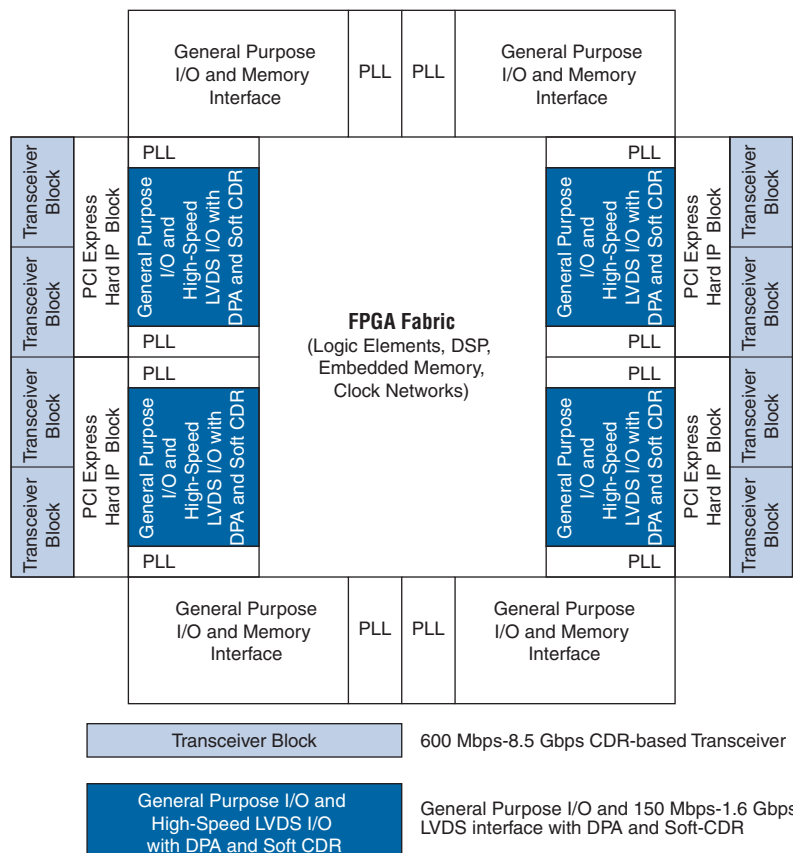 General Purpose
I/O and Memory
Interface
PLL
PLL
General Purpose
I/O and Memory
Interface
Transceiver
Block
Transceiver
Block
PCI Express
Hard IP Block
PLL
General Purpose
I/O and
High-Speed
LVDS I/O with
DPA and Soft CDR
PLL
Transceiver
Block
Transceiver
Block
PCI Express
Hard IP Block
PLL
General Purpose
I/O and
High-Speed
LVDS I/O with
DPA and Soft CDR
PLL
FPGA Fabric
(Logic Elements, DSP,
Embedded Memory,
Clock Networks)
PLL
General Purpose
I/O and
High-Speed
LVDS I/O with
DPA and Soft CDR
PLL
PCI Express
Hard IP Block
Transceiver
Block
Transceiver
Block
PLL
General Purpose
I/O and
High-Speed
LVDS I/O with
DPA and Soft CDR
PLL
PCI Express
Hard IP Block
Transceiver
Block
Transceiver
Block
General Purpose
I/O and Memory
Interface
PLL
PLL
General Purpose
I/O and Memory
Interface
Transceiver Block
600 Mbps-8.5 Gbps CDR-based Transceiver
General Purpose I/O and
High-Speed LVDS I/O
with DPA and Soft CDR
General Purpose I/O and 150 Mbps-1.6 Gbps
LVDS interface with DPA and Soft-CDR